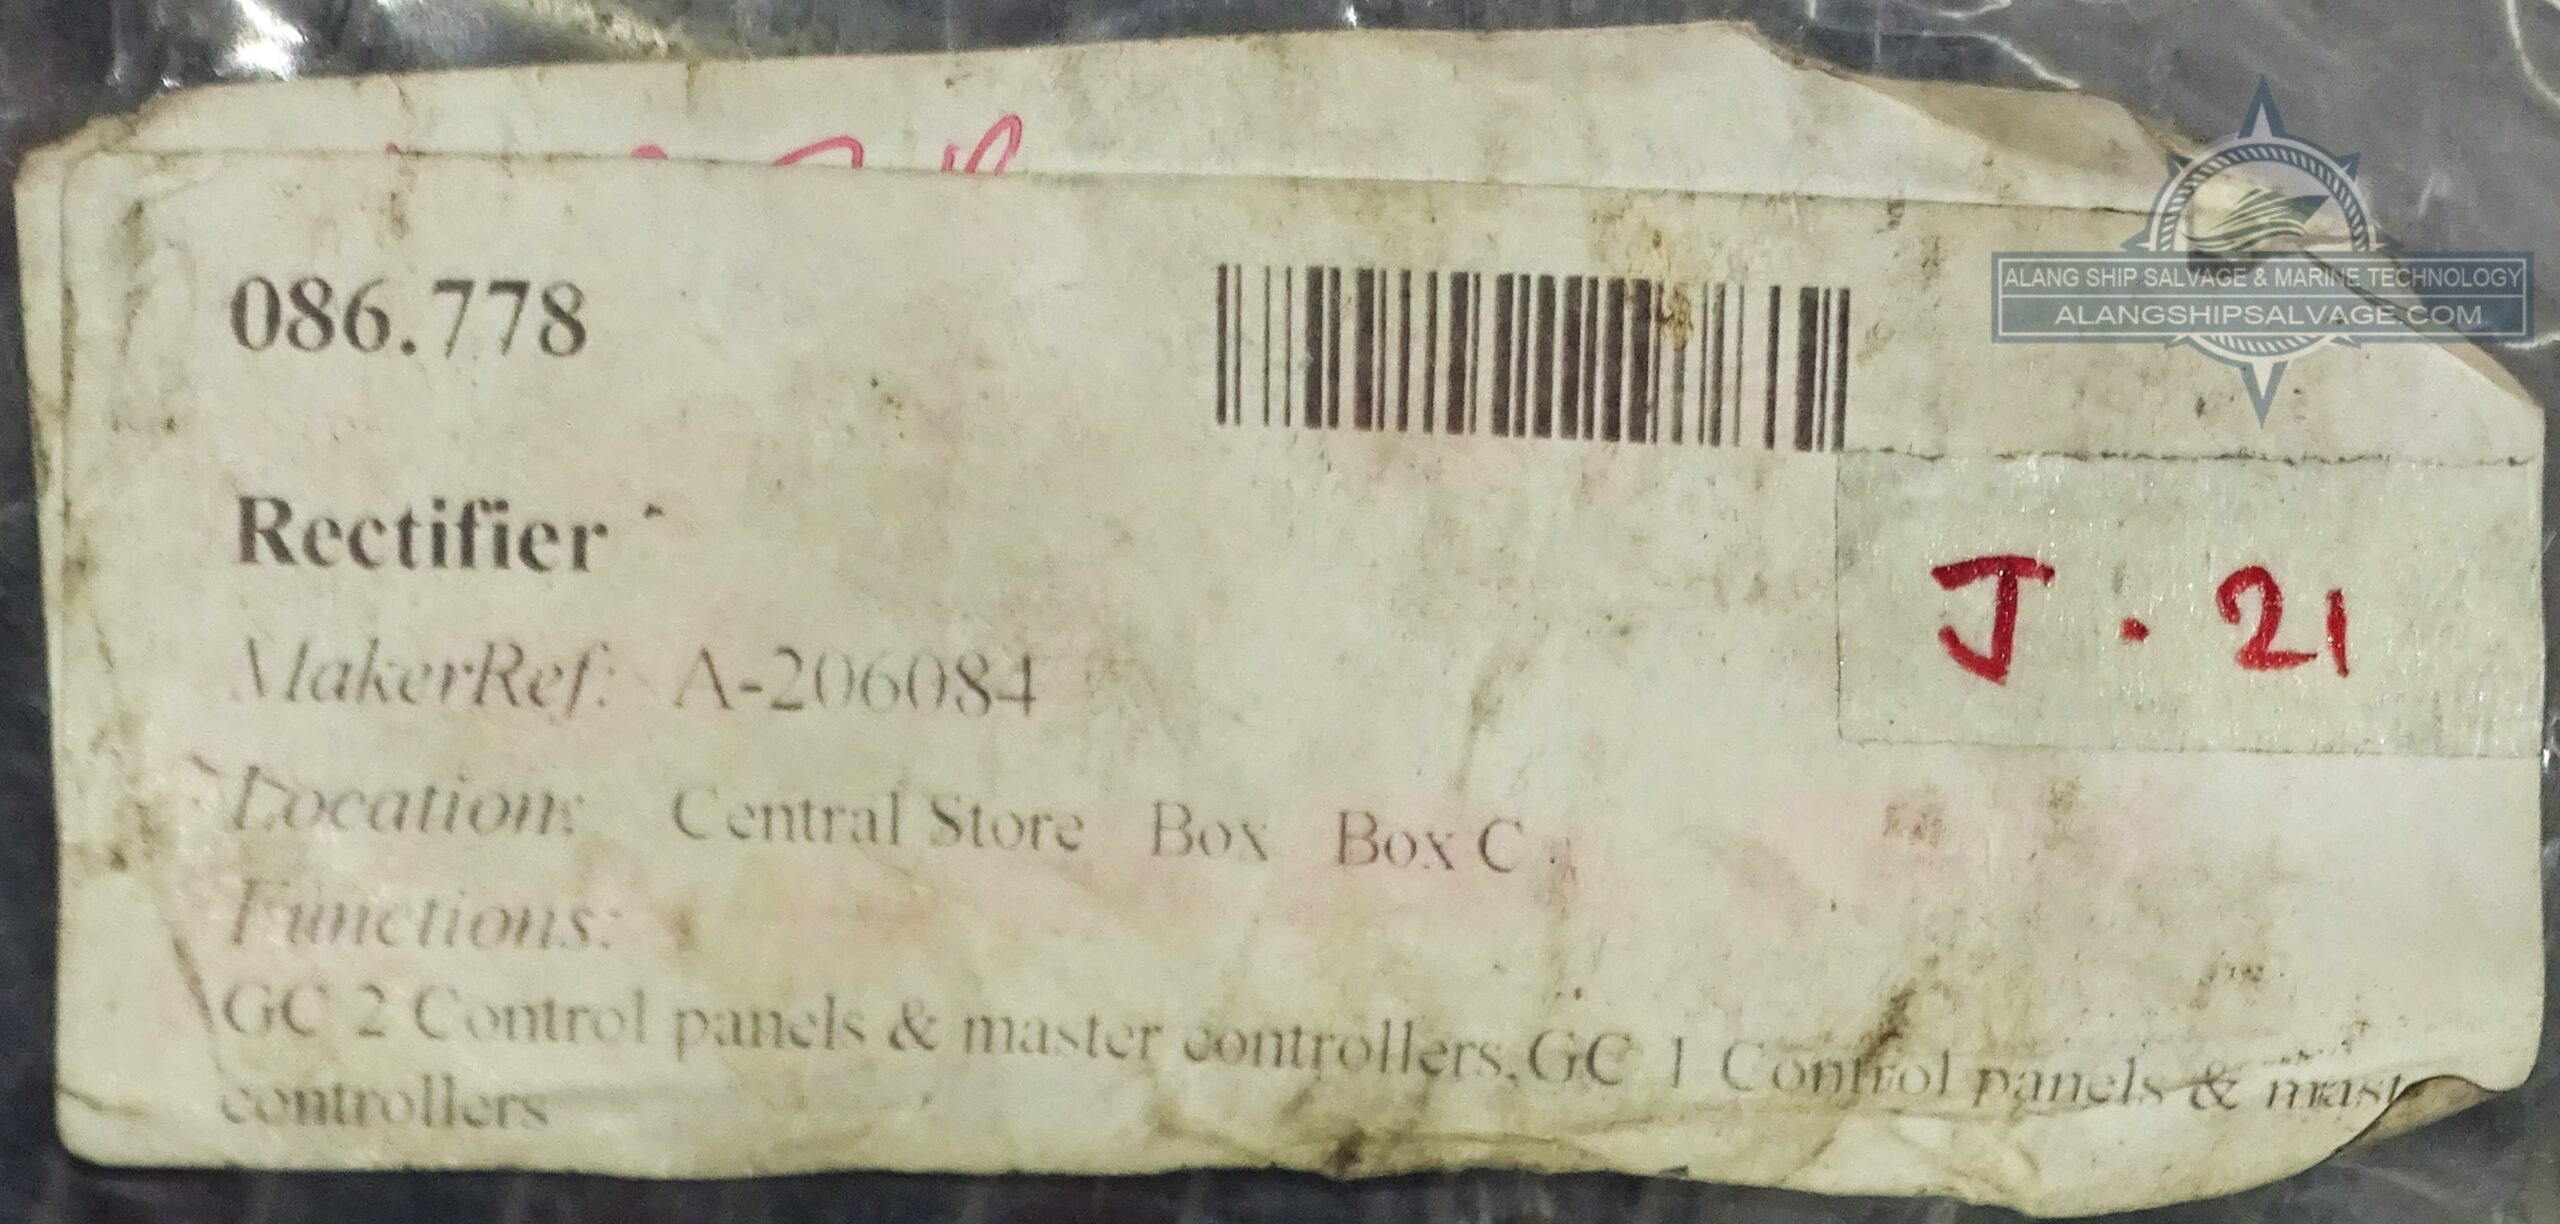 086.778
ALANG SHIP SALVAGE & MARINE TECHNOLOGY
ALANGSHIPSALVAGE.COM
Rectifier
J. 21
MakerRef: A-206084
Location: Central Store Box Box C
Functions:
GC 2 Control panels & master controllers,GC 1 Control panels &
controllers